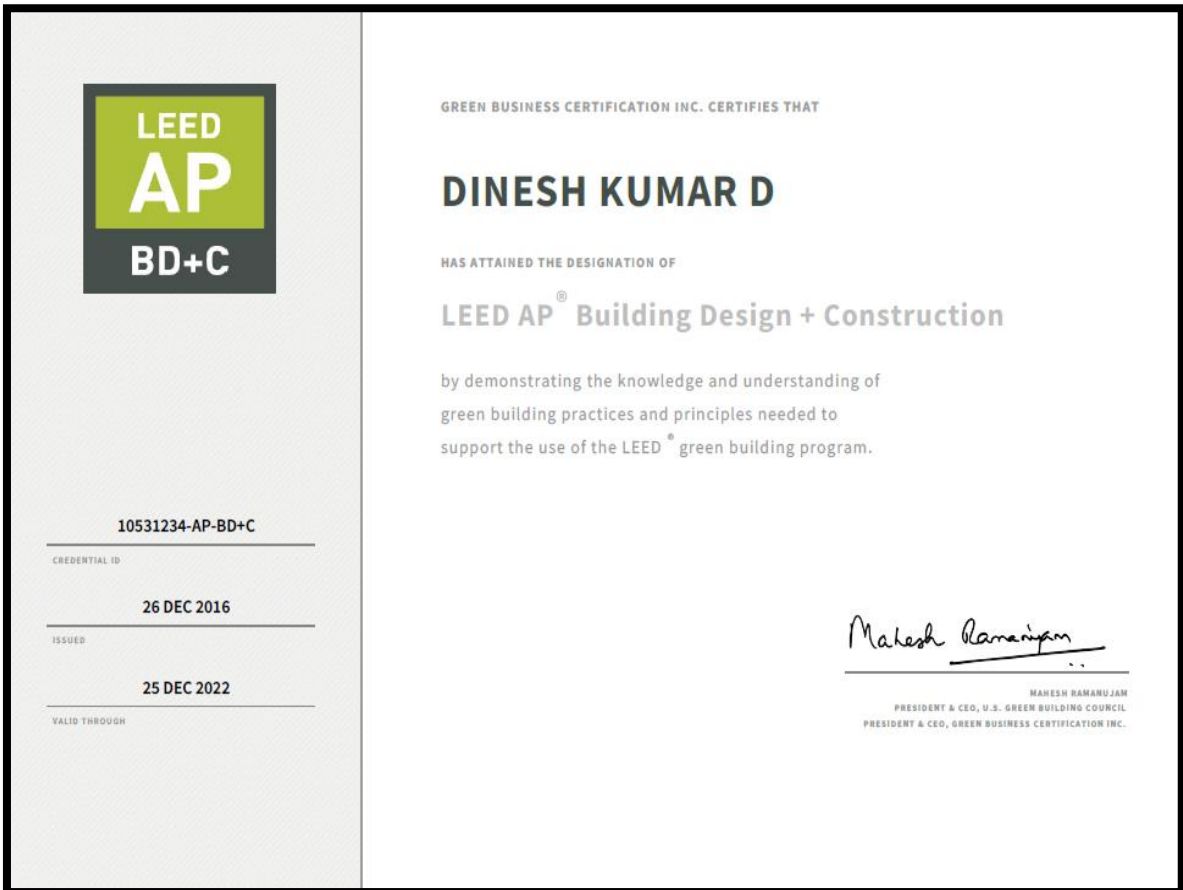 LEED
AP
BD+C
10531234-AP-BD+C
CREDENTIAL ID
26 DEC 2016
ISSUED
25 DEC 2022
VALID THROUGH
GREEN BUSINESS CERTIFICATION INC. CERTIFIES THAT
DINESH KUMAR D
HAS ATTAINED THE DESIGNATION OF
LEED AP® Building Design + Construction
by demonstrating the knowledge and understanding of
green building practices and principles needed to
support the use of the LEED ® green building program.
Mahesh Ramanujam
MAHESH RAMANUJAM
PRESIDENT & CEO, U.S. GREEN BUILDING COUNCIL
PRESIDENT & CEO, GREEN BUSINESS CERTIFICATION INC.